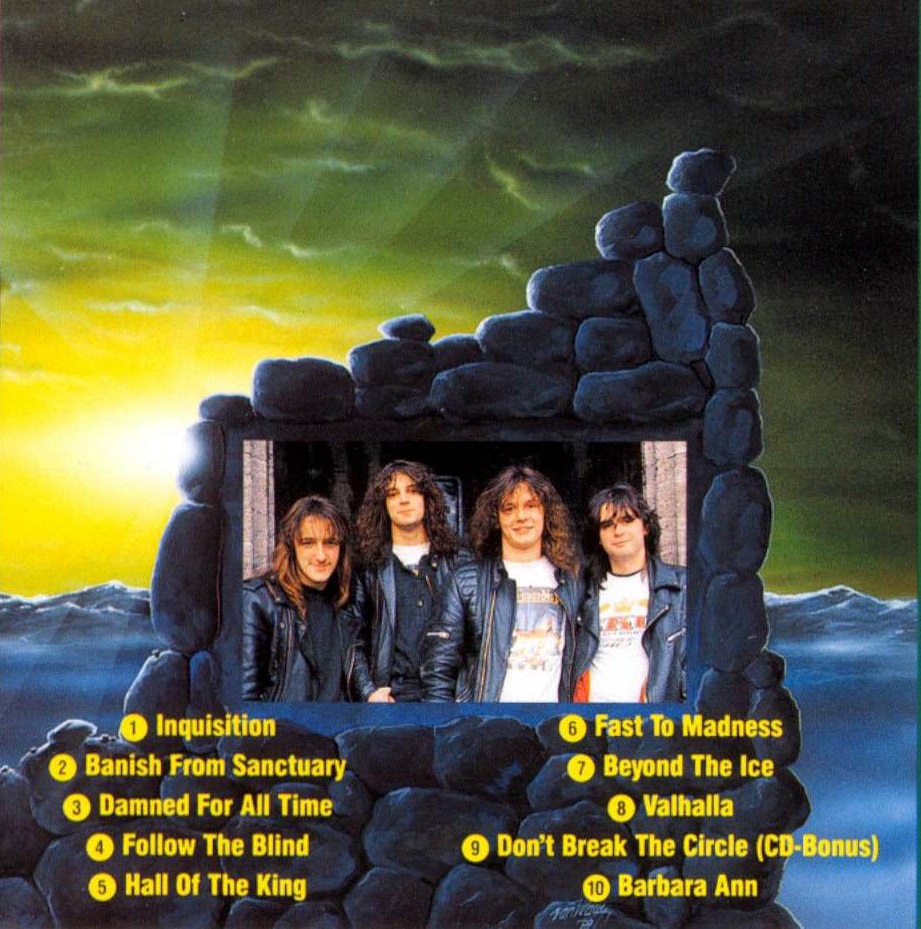 1 Inquisition
2 Banish From Sanctuary
3 Damned For All Time
4 Follow The Blind
5 Hall Of The King
6 Fast To Madness
7 Beyond The Ice
8 Valhalla
9 Don't Break The Circle (CD-Bonus)
10 Barbara Ann